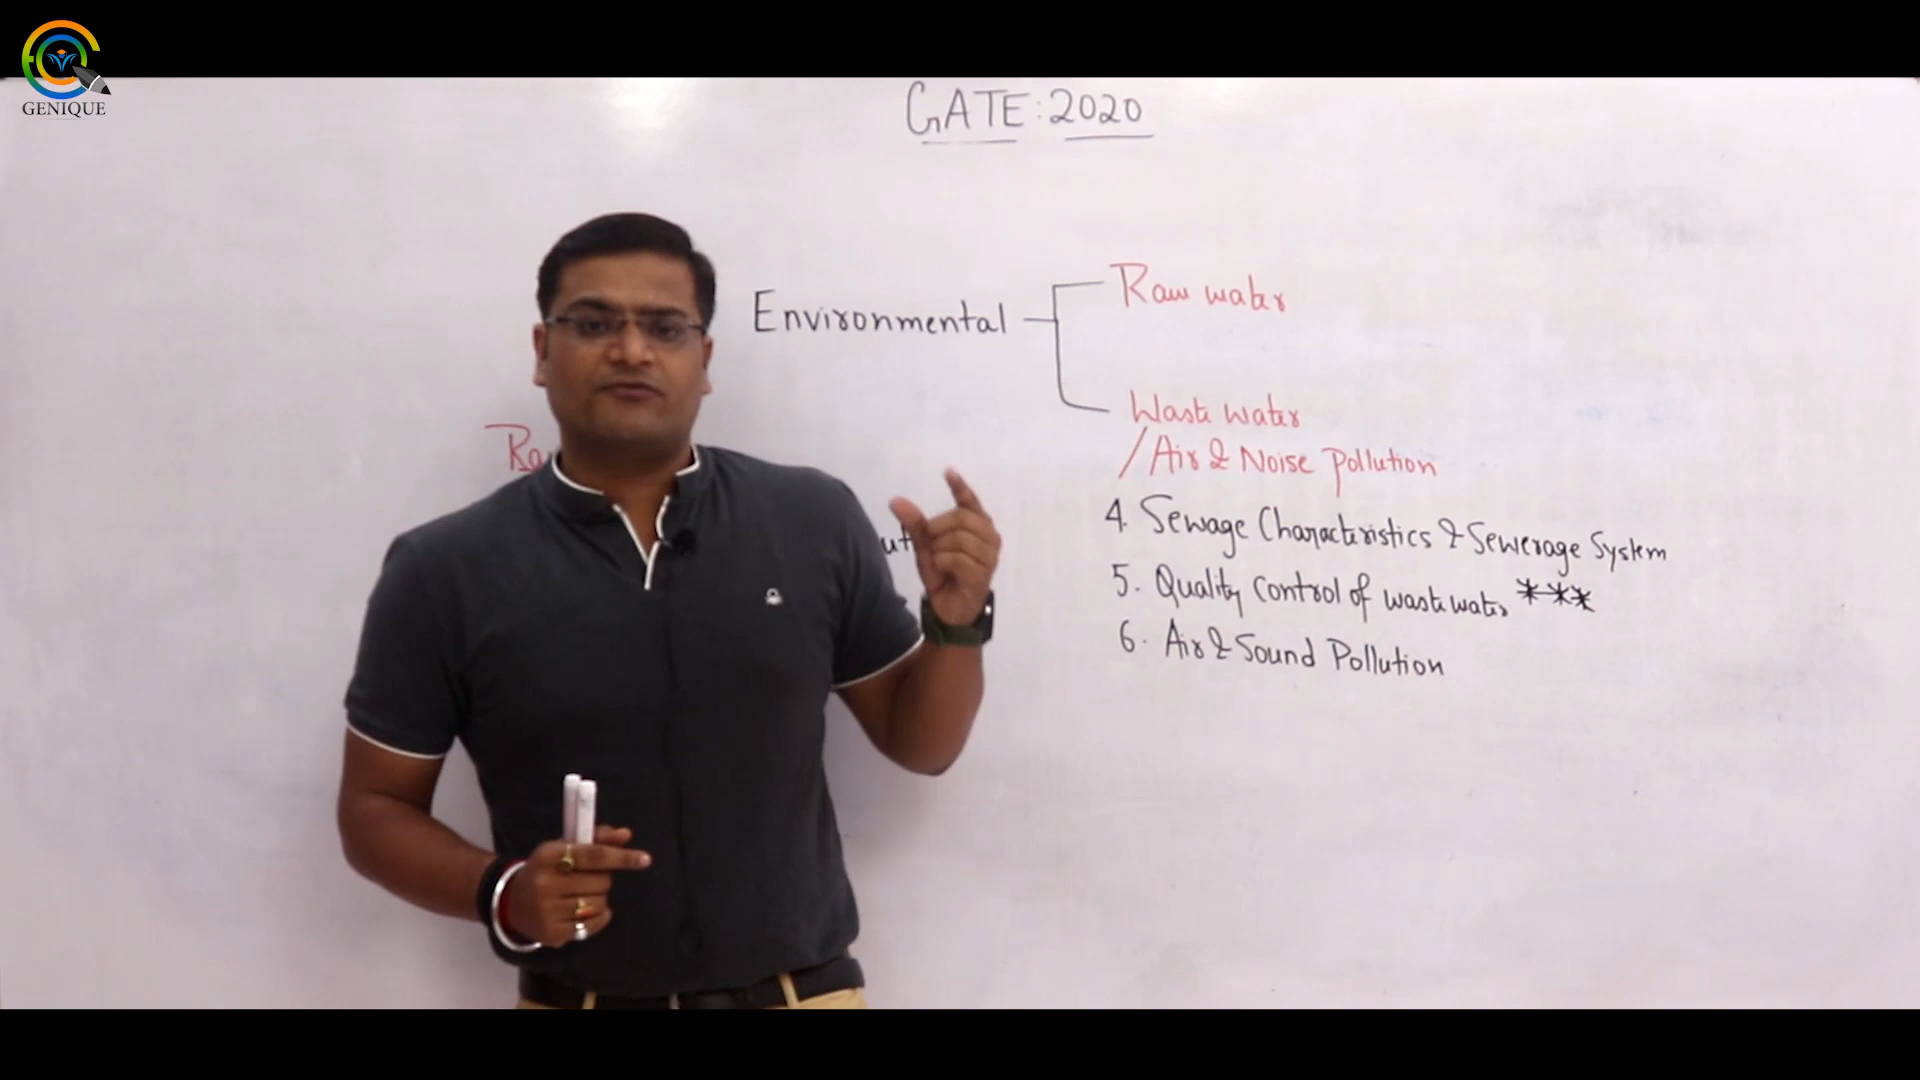 GENIQUE
GATE: 2020
Environmental
Raw water
Waste water
/Air & Noise Pollution
4. Sewage Characteristics & Sewerage System
5. Quality Control of waste water ***
6. Air & Sound Pollution